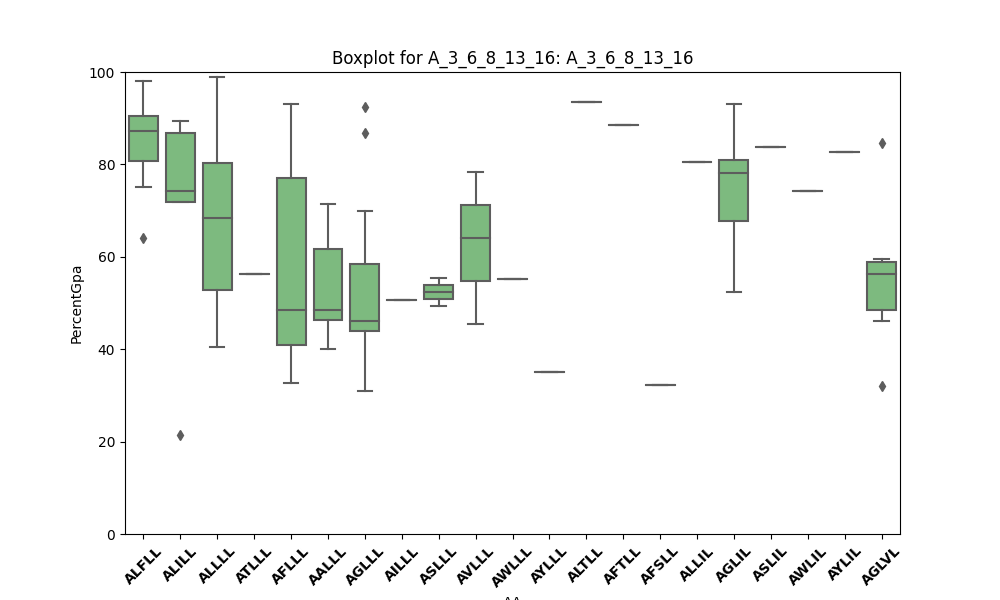 Boxplot for A_3_6_8_13_16: A_3_6_8_13_16
PercentGpa
100
80
60
40
20
0
ALFLL ALILL ALLLL ATLLL AFLLL AALLL AGLLL AILLL ASLLL AVLLL AWLLL AYLLL ALTLL AFTLL AFSLL ALLIL AGLIL ASLIL AWLIL AYLIL AGLVL